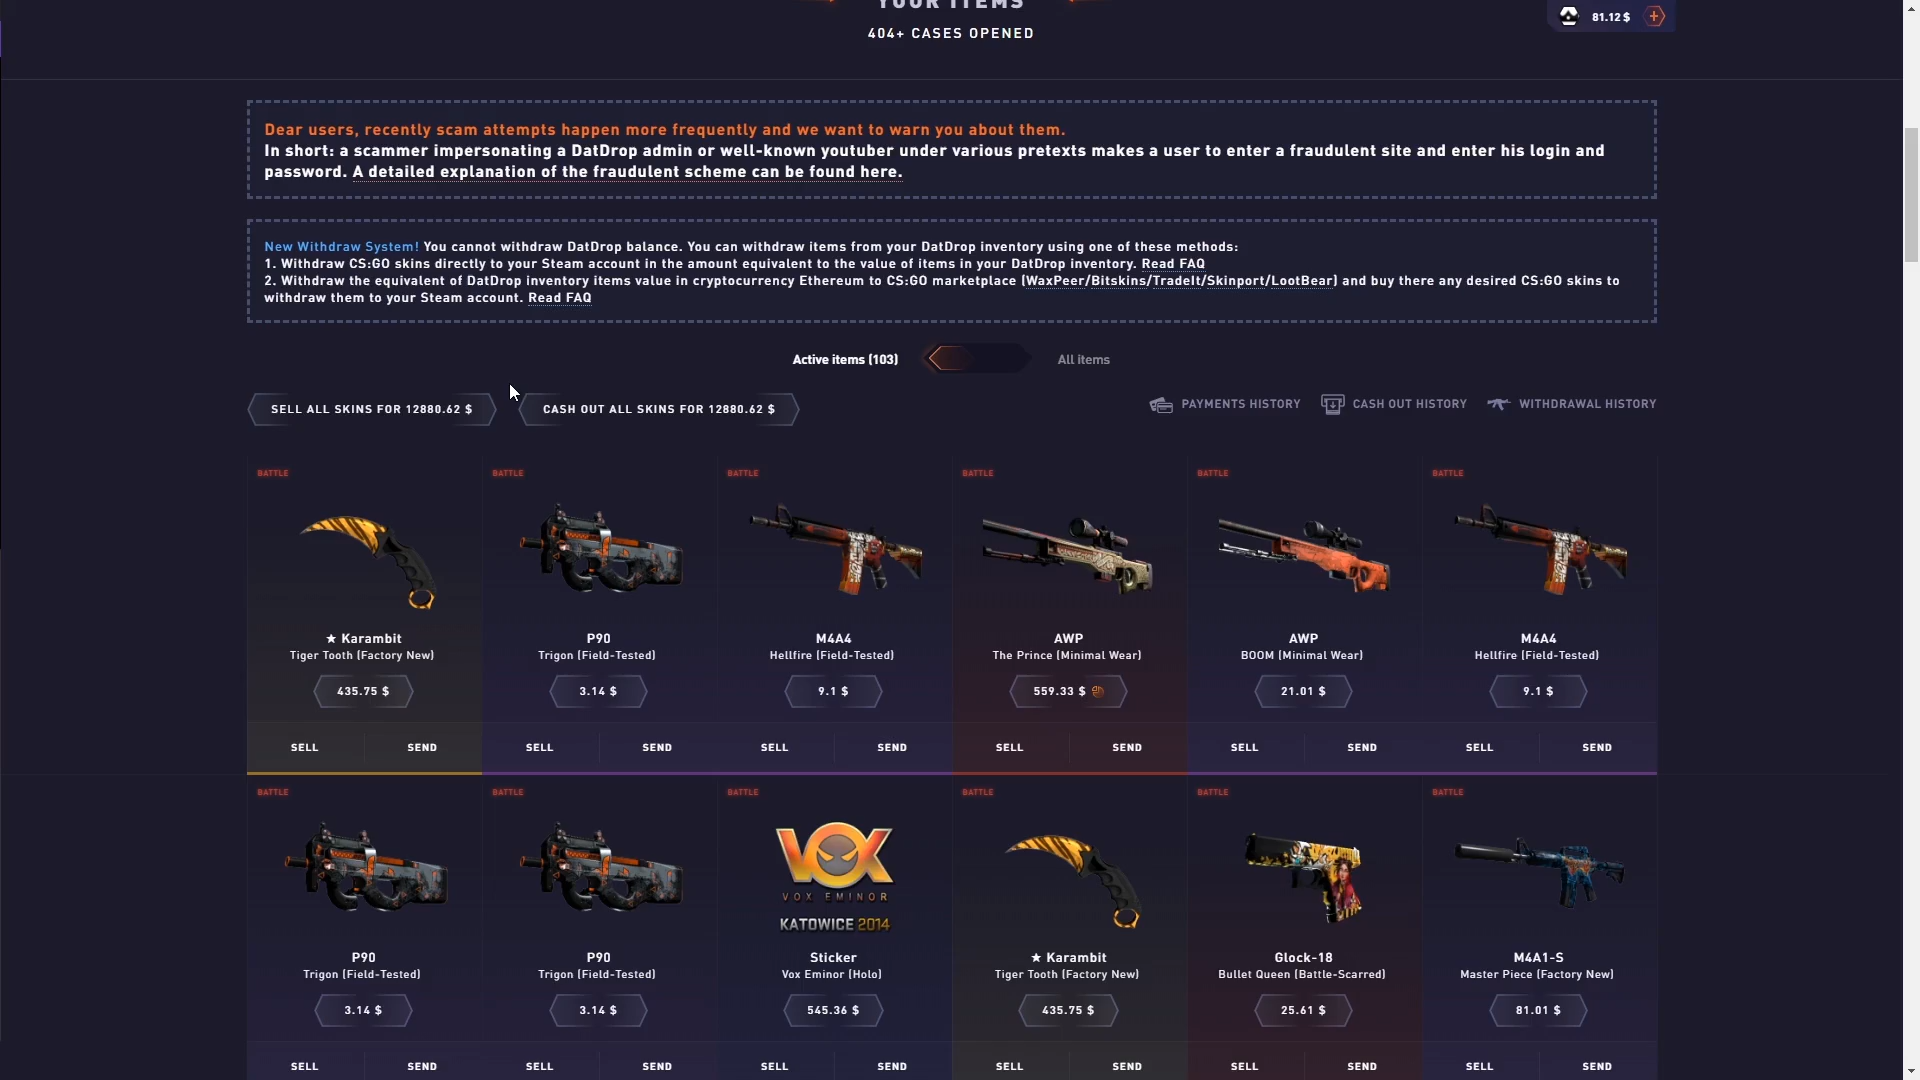 YOUR ITEMS
404+ CASES OPENED
81.12 $
Dear users, recently scam attempts happen more frequently and we want to warn you about them.
In short: a scammer impersonating a DatDrop admin or well-known youtuber under various pretexts makes a user to enter a fraudulent site and enter his login and
password. A detailed explanation of the fraudulent scheme can be found here.
New Withdraw System! You cannot withdraw DatDrop balance. You can withdraw items from your DatDrop inventory using one of these methods:
1. Withdraw CS:GO skins directly to your Steam account in the amount equivalent to the value of items in your DatDrop inventory. Read FAQ
2. Withdraw the equivalent of DatDrop inventory items value in cryptocurrency Ethereum to CS:GO marketplace (WaxPeer/Bitskins/TradeIt/Skinport/LootBear) and buy there any desired CS:GO skins to
withdraw them to your Steam account. Read FAQ
Active items (103) All items
SELL ALL SKINS FOR 12880.62 $ CASH OUT ALL SKINS FOR 12880.62 $ PAYMENTS HISTORY CASH OUT HISTORY WITHDRAWAL HISTORY
BATTLE BATTLE BATTLE BATTLE BATTLE BATTLE
★ Karambit P90 M4A4 AWP AWP M4A4
Tiger Tooth (Factory New) Trigon (Field-Tested) Hellfire (Field-Tested) The Prince (Minimal Wear) BOOM (Minimal Wear) Hellfire (Field-Tested)
435.75 $ 3.14 $ 9.1 $ 559.33 $ 21.01 $ 9.1 $
SELL SEND SELL SEND SELL SEND SELL SEND SELL SEND SELL SEND
BATTLE BATTLE BATTLE BATTLE BATTLE BATTLE
VOX
VOX EMINOR
KATOWICE 2014
P90 P90 Sticker ★ Karambit Glock-18 M4A1-S
Trigon (Field-Tested) Trigon (Field-Tested) Vox Eminor (Holo) Tiger Tooth (Factory New) Bullet Queen (Battle-Scarred) Master Piece (Factory New)
3.14 $ 3.14 $ 545.36 $ 435.75 $ 25.61 $ 81.01 $
SELL SEND SELL SEND SELL SEND SELL SEND SELL SEND SELL SEND